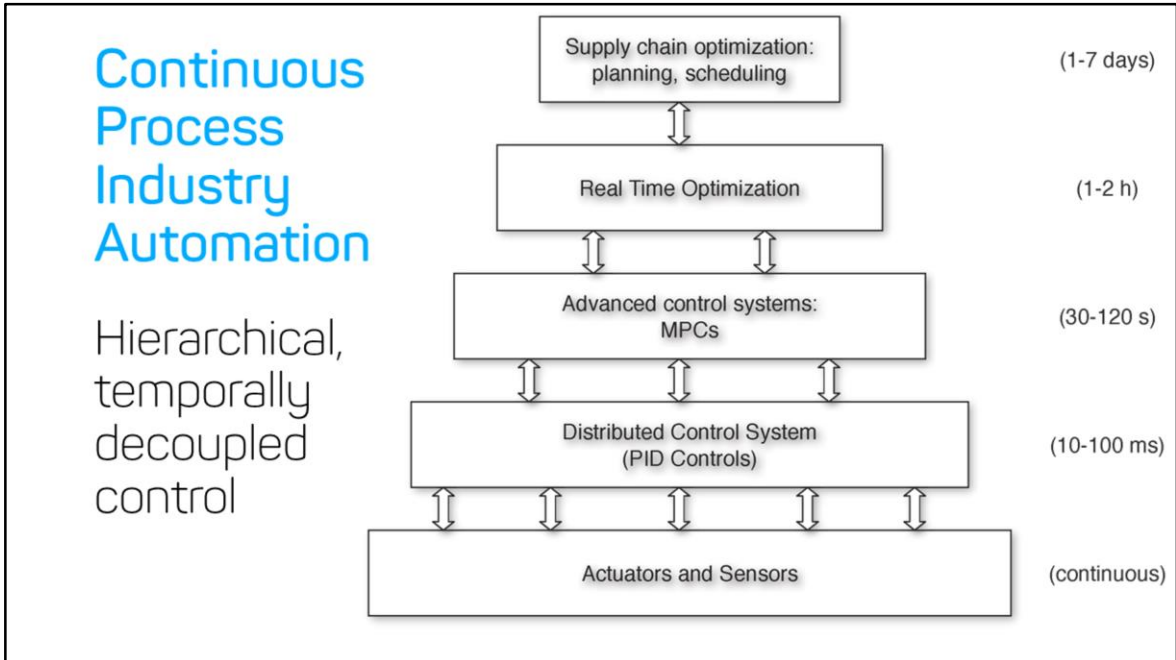 Continuous
Process
Industry
Automation
Hierarchical,
temporally
decoupled
control
Supply chain optimization:
planning, scheduling
(1-7 days)
Real Time Optimization
(1-2 h)
Advanced control systems:
MPCs
(30-120 s)
Distributed Control System
(PID Controls)
(10-100 ms)
Actuators and Sensors
(continuous)